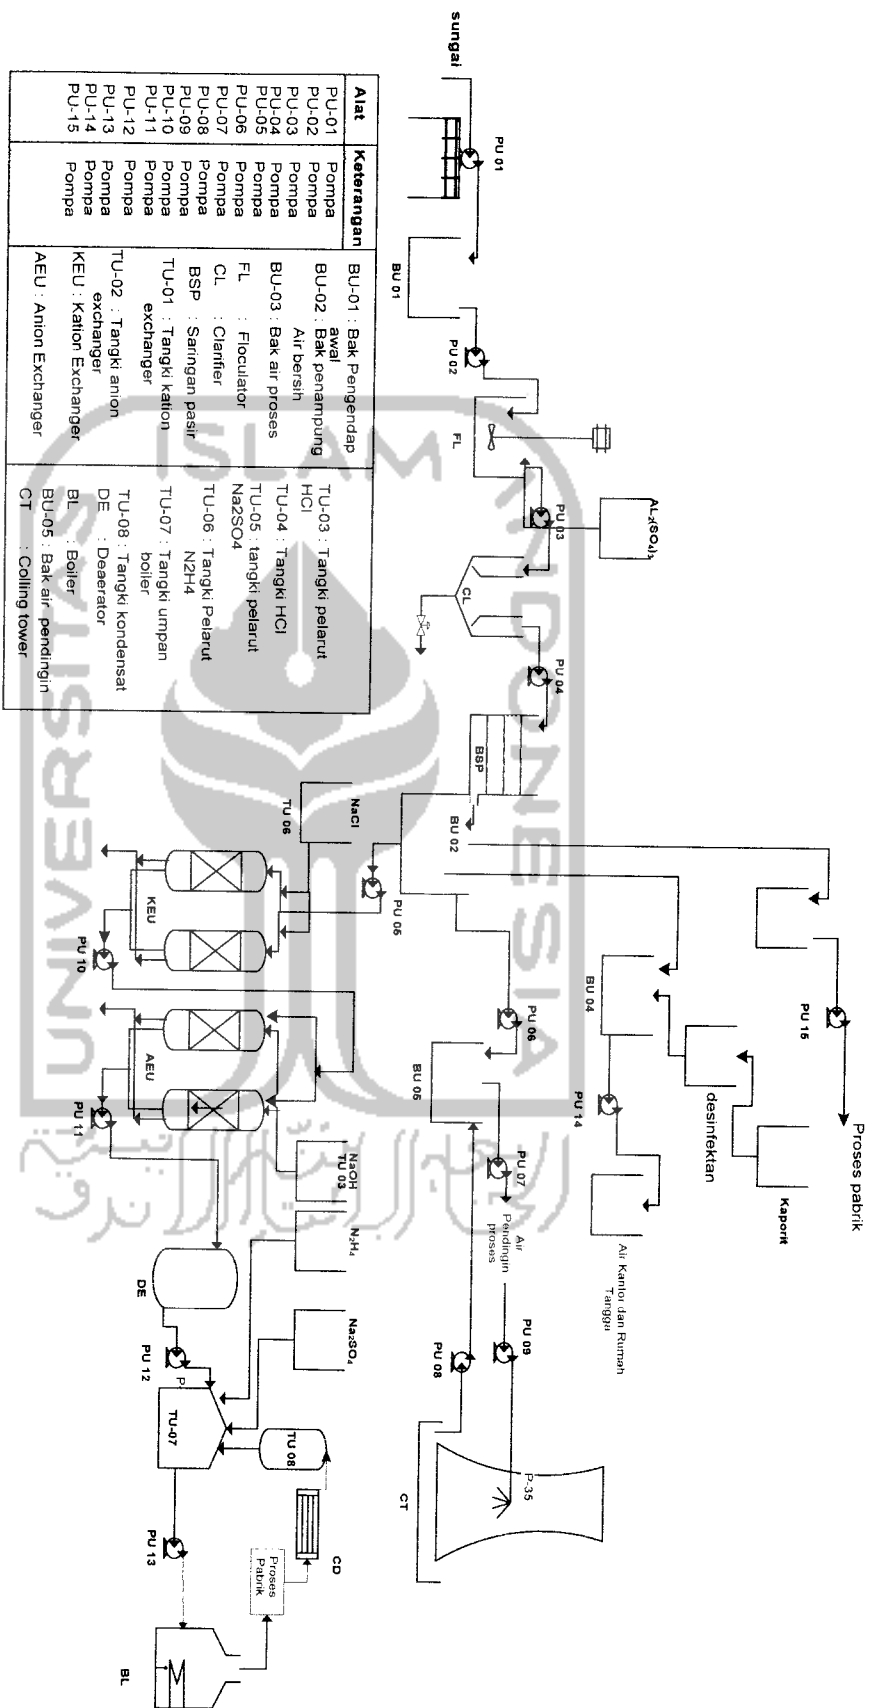 sungai
PU 01
BU 01
PU 02
FL
AL2(SO4)3
PU 03
CL
PU 04
BSP
BU 02
PU 05
PU 06
BU 05
PU 07
Air
Pendingin
proses
PU 09
PU 08
P-35
CT
PU 15
Proses pabrik
BU 04
PU 14
desinfektan
Kaporit
Air Kantor dan Rumah
Tangga
NaCl
TU 06
KEU
PU 10
AEU
PU 11
NaOH
TU 03
N2H4
Na2SO4
DE
PU 12
P
TU-07
TU 08
PU 13
CD
Proses
Pabrik
BL
Alat Keterangan
PU-01 Pompa
PU-02 Pompa
PU-03 Pompa
PU-04 Pompa
PU-05 Pompa
PU-06 Pompa
PU-07 Pompa
PU-08 Pompa
PU-09 Pompa
PU-10 Pompa
PU-11 Pompa
PU-12 Pompa
PU-13 Pompa
PU-14 Pompa
PU-15 Pompa
BU-01 : Bak Pengendap
awal
BU-02 : Bak penampung
Air bersih
BU-03 : Bak air proses
FL : Floculator
CL : Clarifier
BSP : Saringan pasir
TU-01 : Tangki kation
exchanger
TU-02 : Tangki anion
exchanger
KEU : Kation Exchanger
AEU : Anion Exchanger
TU-03 : Tangki pelarut
HCl
TU-04 : Tangki HCl
TU-05 : tangki pelarut
Na2SO4
TU-06 : Tangki Pelarut
N2H4
TU-07 : Tangki umpan
boiler
TU-08 : Tangki kondensat
DE : Deaerator
BL : Boiler
BU-05 : Bak air pendingin
CT : Colling tower
UNIVERSITAS
ISLAM
INDONESIA